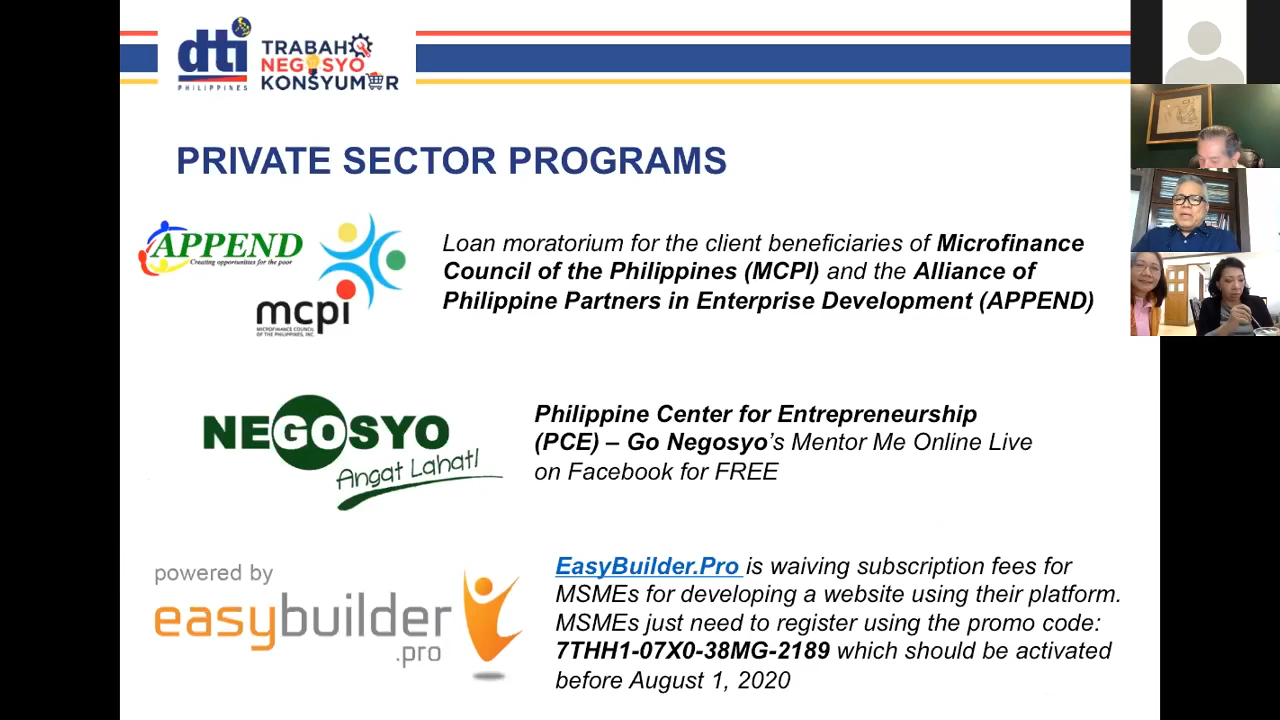 dti
PHILIPPINES
TRABAHO
NEGOSYO
KONSYUMER
PRIVATE SECTOR PROGRAMS
APPEND
Creating opportunities for the poor
mcpi
MICROFINANCE COUNCIL
OF THE PHILIPPINES, INC.
Loan moratorium for the client beneficiaries of Microfinance
Council of the Philippines (MCPI) and the Alliance of
Philippine Partners in Enterprise Development (APPEND)
NEGOSYO
Angat Lahat!
Philippine Center for Entrepreneurship
(PCE) – Go Negosyo’s Mentor Me Online Live
on Facebook for FREE
powered by
easybuilder
.pro
EasyBuilder.Pro is waiving subscription fees for
MSMEs for developing a website using their platform.
MSMEs just need to register using the promo code:
7THH1-07X0-38MG-2189 which should be activated
before August 1, 2020